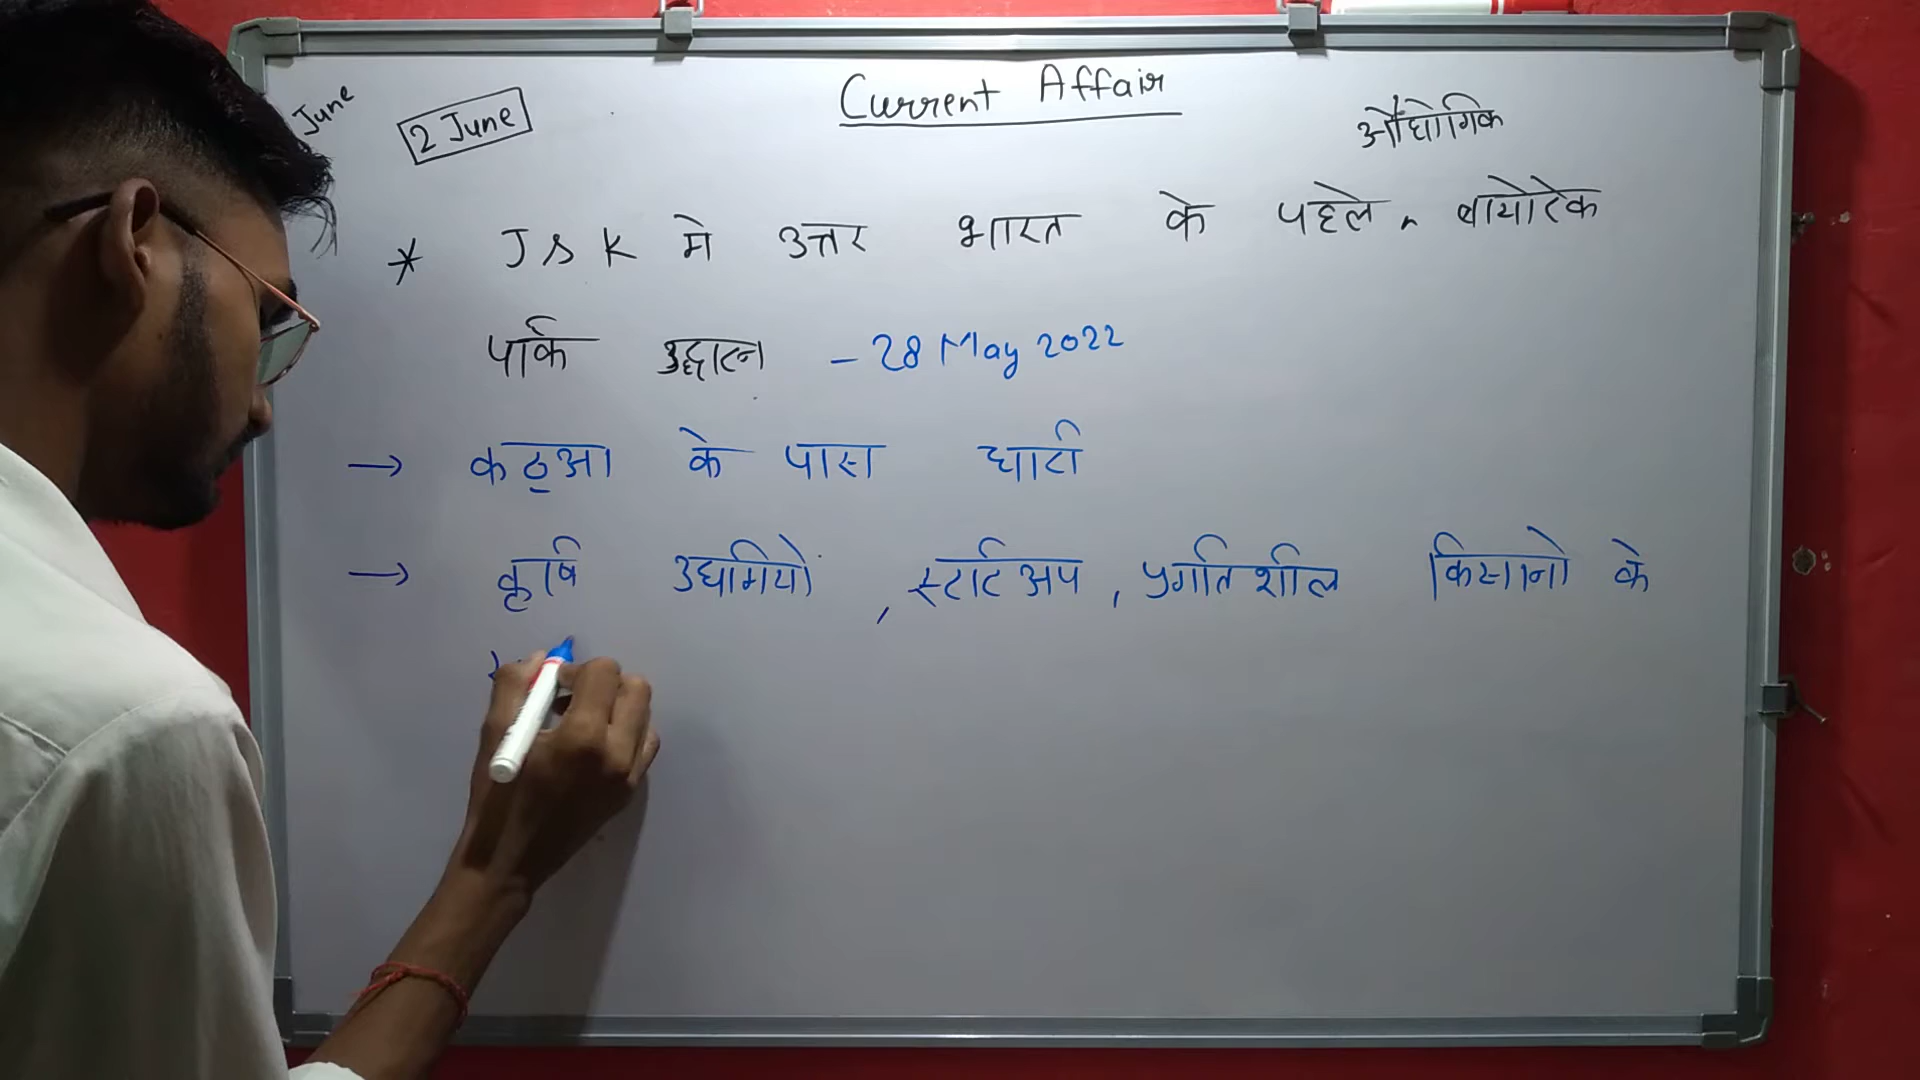 Current Affair
June
2 June
औद्योगिक
* J & K मे उत्तर भारत के पहले ^ बायोटेक
पार्क उद्घाटन - 28 May 2022
→ कठुआ के पास घाटी
→ कृषि उद्यमियों , स्टार्टअप , प्रगतिशील किसानो के